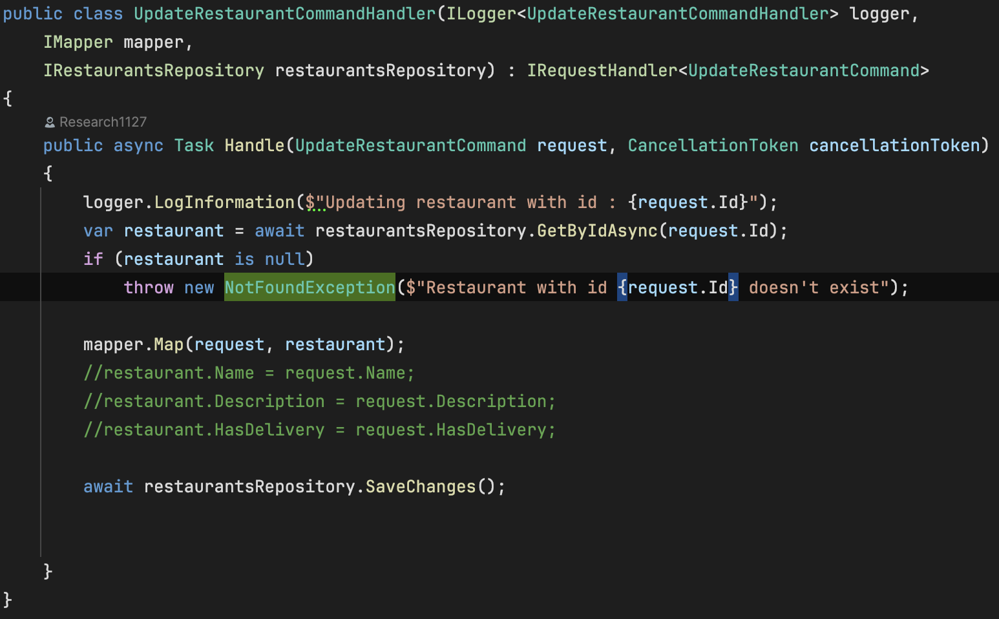 public class UpdateRestaurantCommandHandler(ILogger<UpdateRestaurantCommandHandler> logger,
    IMapper mapper,
    IRestaurantsRepository restaurantsRepository) : IRequestHandler<UpdateRestaurantCommand>
{
    Research1127
    public async Task Handle(UpdateRestaurantCommand request, CancellationToken cancellationToken)
    {
        logger.LogInformation($"Updating restaurant with id : {request.Id}");
        var restaurant = await restaurantsRepository.GetByIdAsync(request.Id);
        if (restaurant is null)
            throw new NotFoundException($"Restaurant with id {request.Id} doesn't exist");
        mapper.Map(request, restaurant);
        //restaurant.Name = request.Name;
        //restaurant.Description = request.Description;
        //restaurant.HasDelivery = request.HasDelivery;
        await restaurantsRepository.SaveChanges();
    }
}